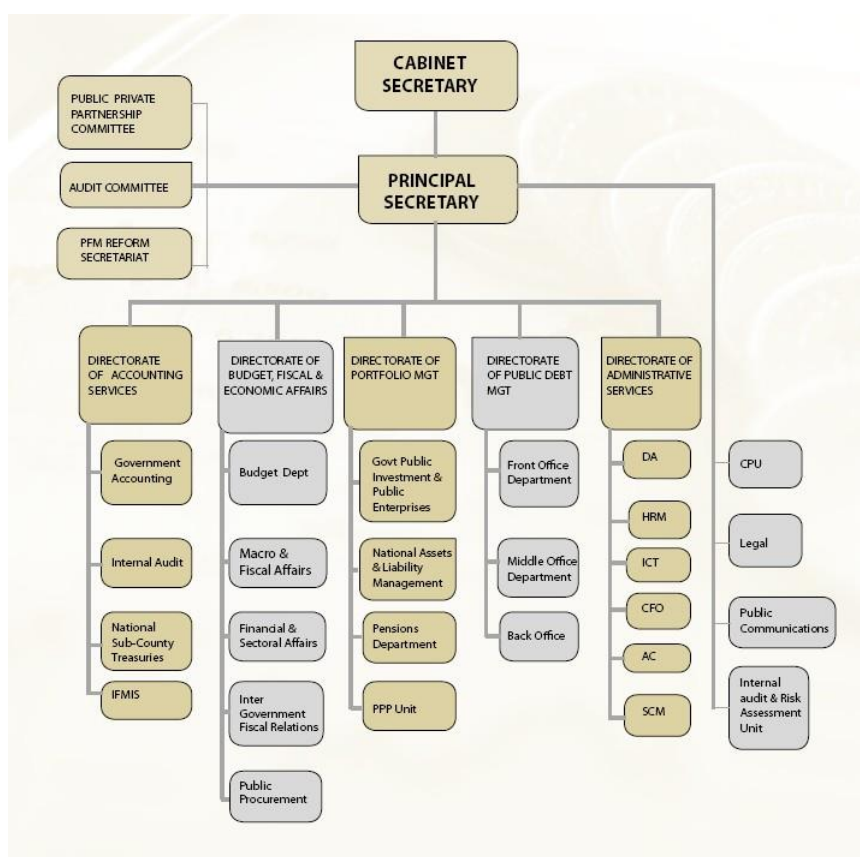 CABINET
SECRETARY
PUBLIC PRIVATE
PARTNERSHIP
COMMITTEE
AUDIT COMMITTEE
PFM REFORM
SECRETARIAT
PRINCIPAL
SECRETARY
DIRECTORATE
OF ACCOUNTING
SERVICES
Government
Accounting
Internal Audit
National
Sub-County
Treasuries
IFMIS
DIRECTORATE OF
BUDGET, FISCAL &
ECONOMIC AFFAIRS
Budget Dept
Macro &
Fiscal Affairs
Financial &
Sectoral Affairs
Inter
Government
Fiscal Relations
Public
Procurement
DIRECTORATE OF
PORTFOLIO MGT
Govt Public
Investment &
Public
Enterprises
National Assets
& Liability
Management
Pensions
Department
PPP Unit
DIRECTORATE
OF PUBLIC DEBT
MGT
Front Office
Department
Middle Office
Department
Back Office
DIRECTORATE OF
ADMINISTRATIVE
SERVICES
DA
HRM
ICT
CFO
AC
SCM
CPU
Legal
Public
Communications
Internal
audit & Risk
Assessment
Unit